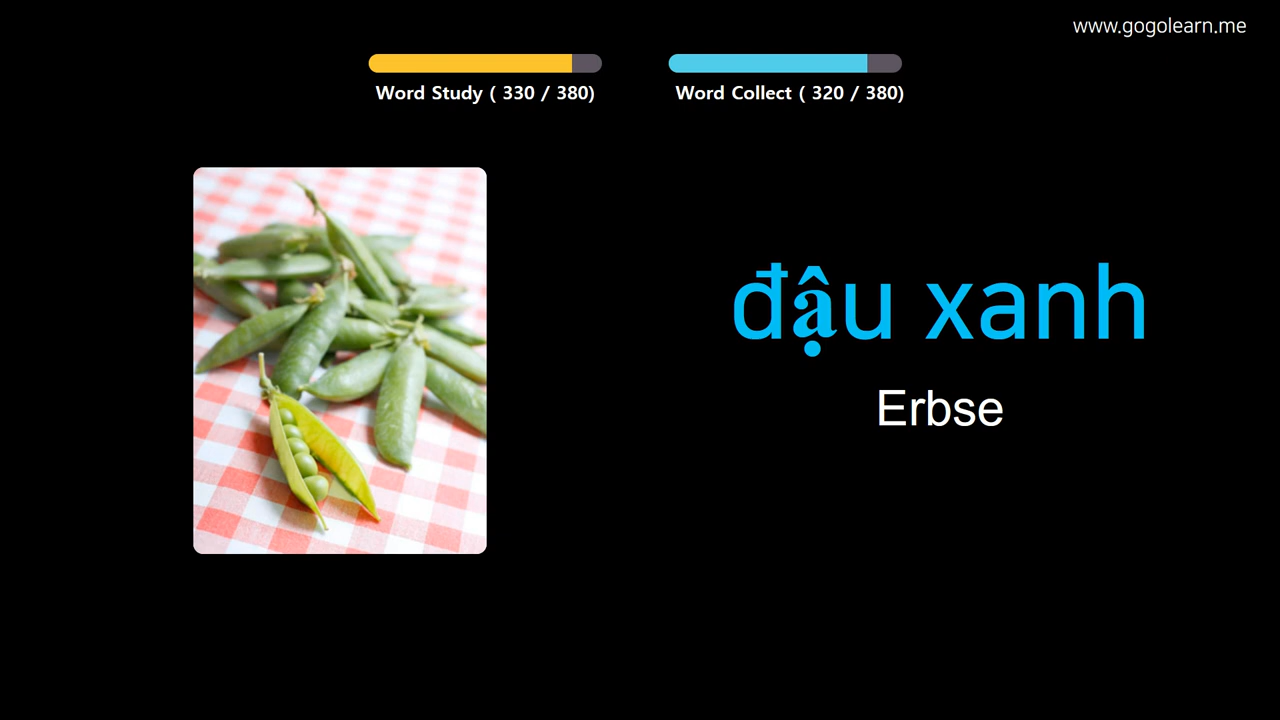 www.gogolearn.me
Word Study ( 330 / 380)
Word Collect ( 320 / 380)
đậu xanh
Erbse